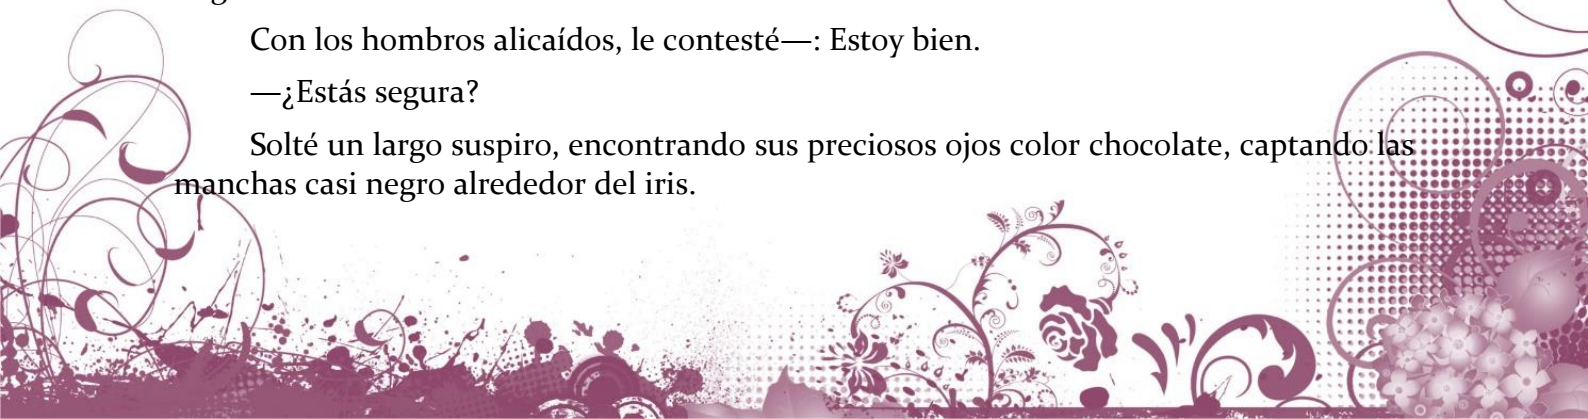 Con los hombros alicaídos, le contesté—: Estoy bien.
—¿Estás segura?
Solté un largo suspiro, encontrando sus preciosos ojos color chocolate, captando las
manchas casi negro alrededor del iris.